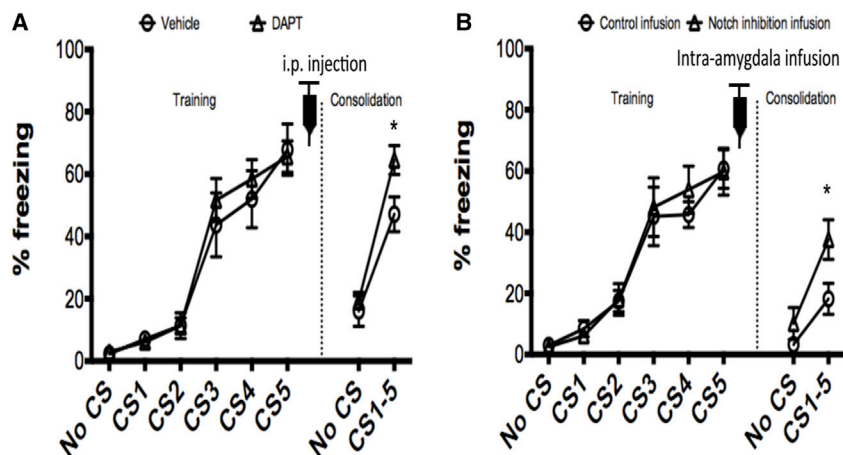 A
Vehicle DAPT
i.p. injection
Training
Consolidation
*
% freezing
100
80
60
40
20
0
No CS
CS1
CS2
CS3
CS4
CS5
No CS
CS1-5
B
Control infusion Notch inhibition infusion
Intra-amygdala infusion
Training
Consolidation
*
% freezing
100
80
60
40
20
0
No CS
CS1
CS2
CS3
CS4
CS5
No CS
CS1-5